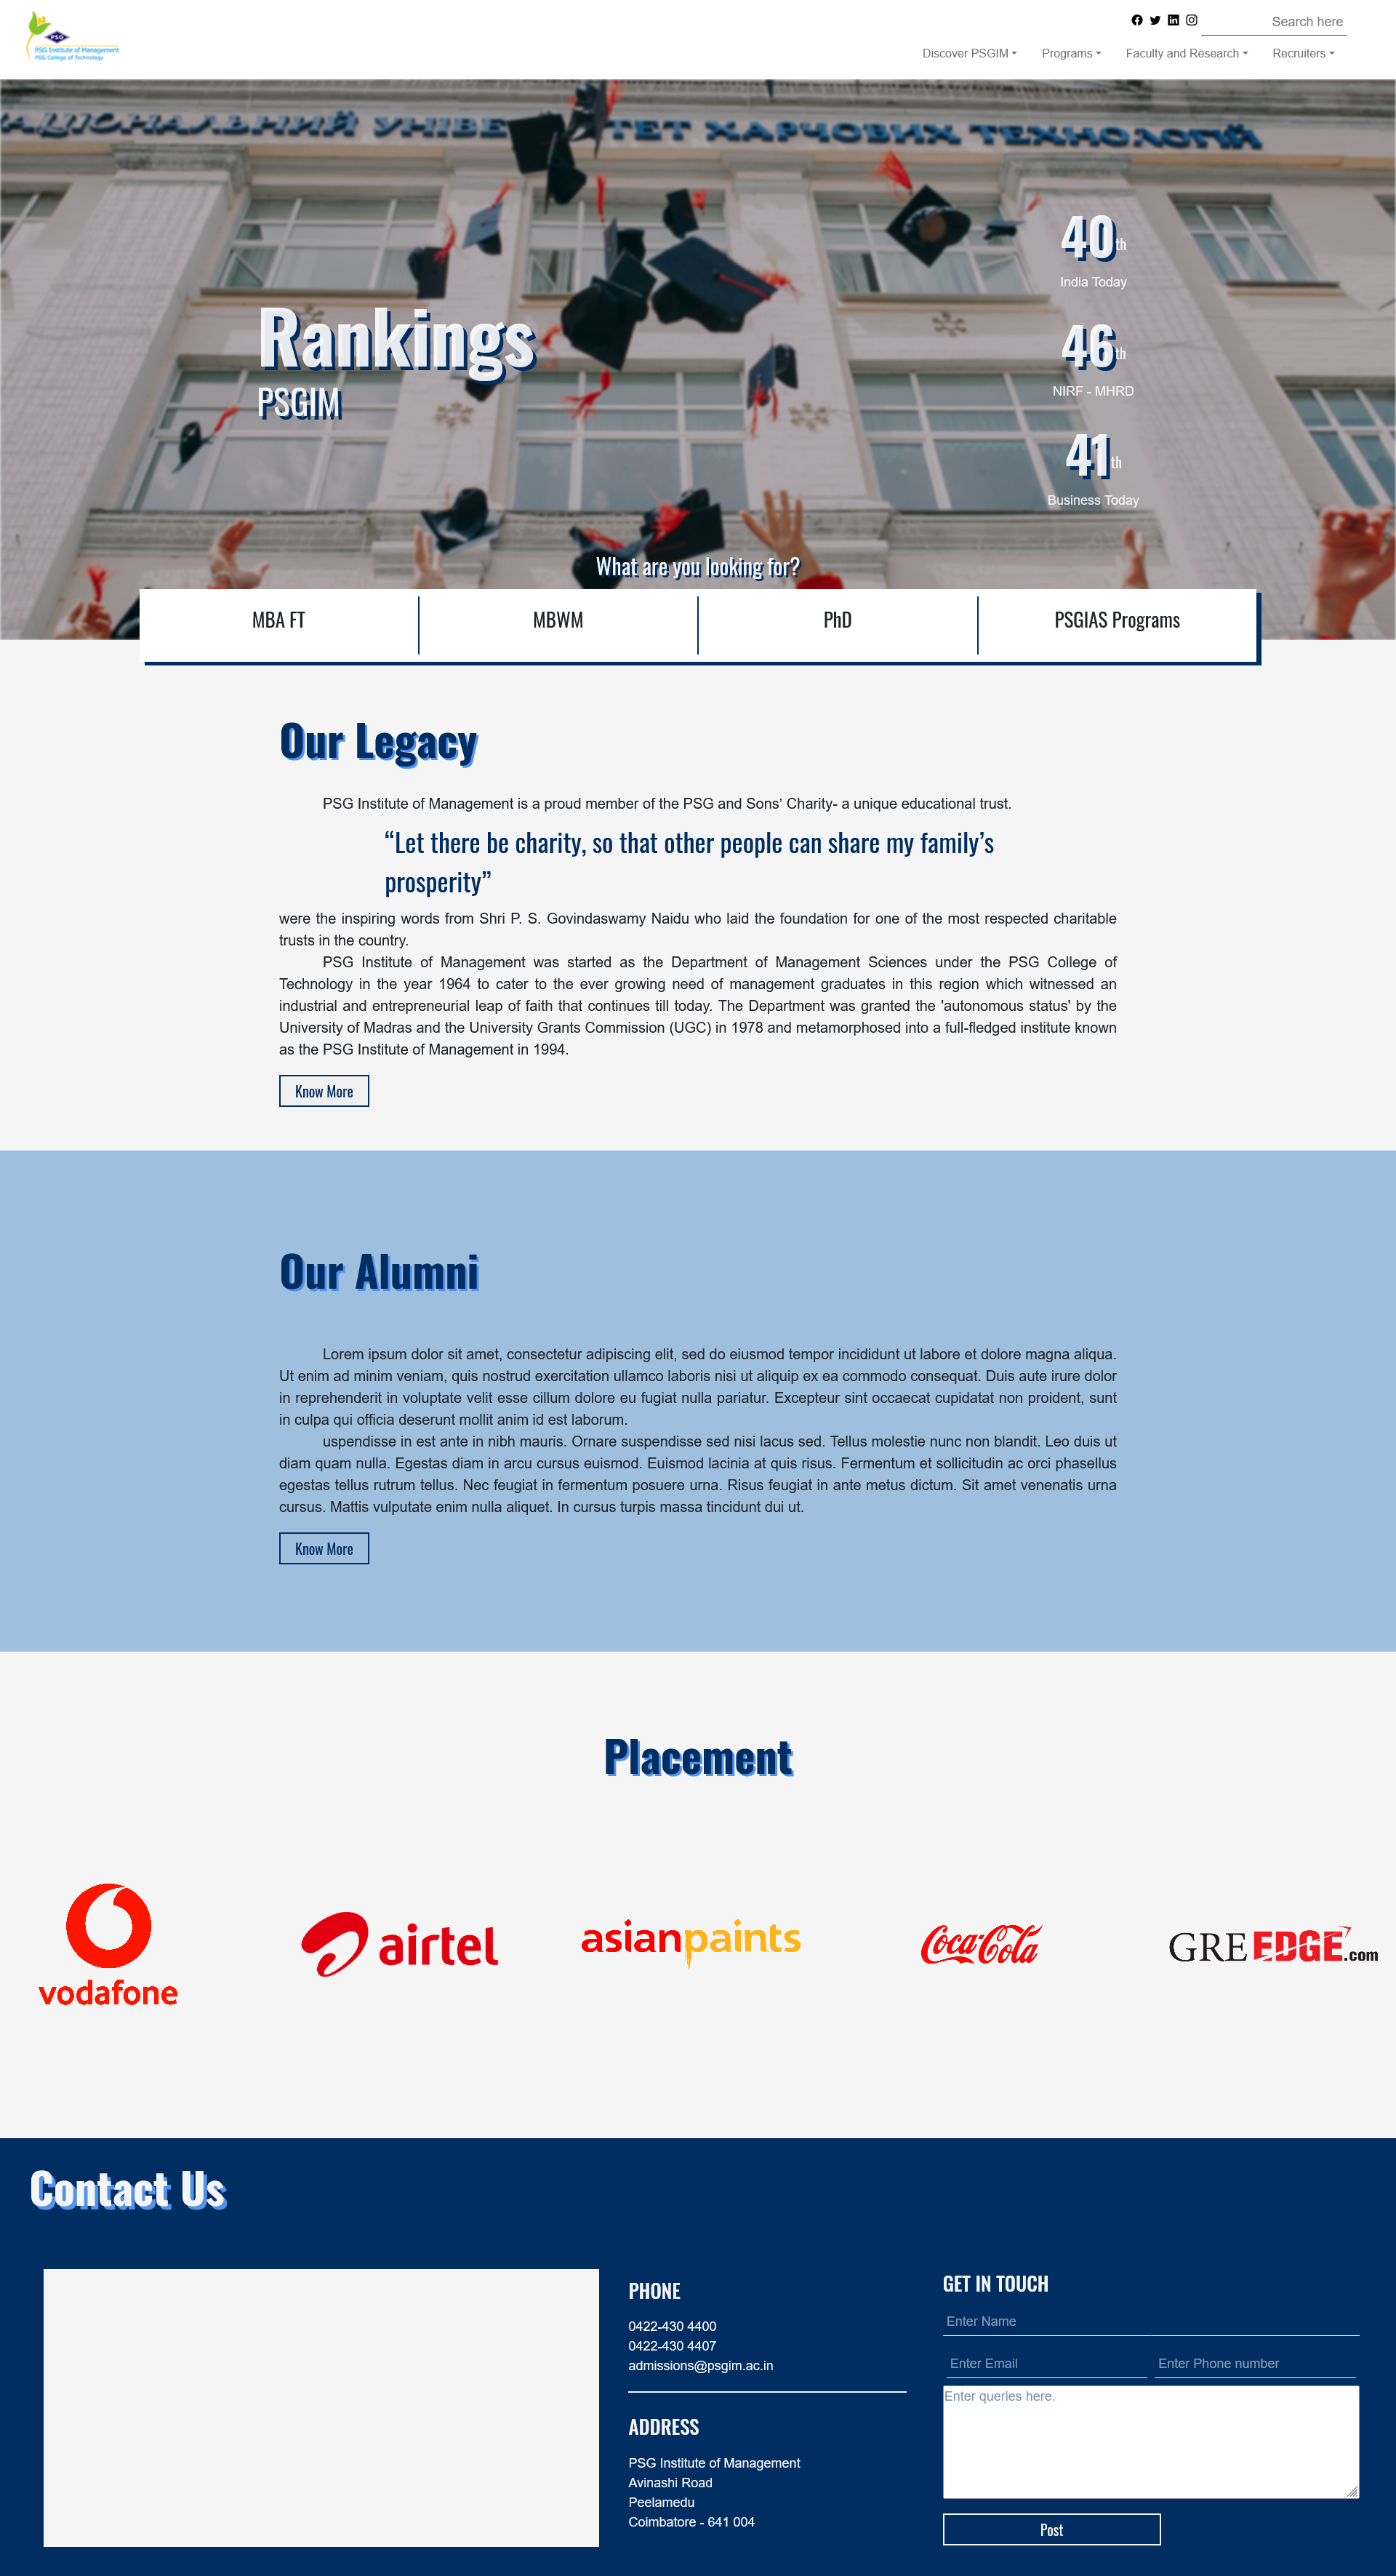 PSG
PSG Institute of Management
PSG College of Technology
Search here
Discover PSGIM
Programs
Faculty and Research
Recruiters
АЦІОНАЛЬНИЙ УНІВЕ ТЕТ ХАРЧОВИХ ТЕХНОЛОГІЙ
Rankings
PSGIM
40th
India Today
46th
NIRF - MHRD
41th
Business Today
What are you looking for?
MBA FT
MBWM
PhD
PSGIAS Programs
Our Legacy
PSG Institute of Management is a proud member of the PSG and Sons’ Charity- a unique educational trust.
“Let there be charity, so that other people can share my family’s
prosperity”
were the inspiring words from Shri P. S. Govindaswamy Naidu who laid the foundation for one of the most respected charitable
trusts in the country.
PSG Institute of Management was started as the Department of Management Sciences under the PSG College of
Technology in the year 1964 to cater to the ever growing need of management graduates in this region which witnessed an
industrial and entrepreneurial leap of faith that continues till today. The Department was granted the 'autonomous status' by the
University of Madras and the University Grants Commission (UGC) in 1978 and metamorphosed into a full-fledged institute known
as the PSG Institute of Management in 1994.
Know More
Our Alumni
Lorem ipsum dolor sit amet, consectetur adipiscing elit, sed do eiusmod tempor incididunt ut labore et dolore magna aliqua.
Ut enim ad minim veniam, quis nostrud exercitation ullamco laboris nisi ut aliquip ex ea commodo consequat. Duis aute irure dolor
in reprehenderit in voluptate velit esse cillum dolore eu fugiat nulla pariatur. Excepteur sint occaecat cupidatat non proident, sunt
in culpa qui officia deserunt mollit anim id est laborum.
uspendisse in est ante in nibh mauris. Ornare suspendisse sed nisi lacus sed. Tellus molestie nunc non blandit. Leo duis ut
diam quam nulla. Egestas diam in arcu cursus euismod. Euismod lacinia at quis risus. Fermentum et sollicitudin ac orci phasellus
egestas tellus rutrum tellus. Nec feugiat in fermentum posuere urna. Risus feugiat in ante metus dictum. Sit amet venenatis urna
cursus. Mattis vulputate enim nulla aliquet. In cursus turpis massa tincidunt dui ut.
Know More
Placement
vodafone
airtel
asianpaints
Coca-Cola
GREEDGE.com
Contact Us
PHONE
0422-430 4400
0422-430 4407
admissions@psgim.ac.in
ADDRESS
PSG Institute of Management
Avinashi Road
Peelamedu
Coimbatore - 641 004
GET IN TOUCH
Enter Name
Enter Email
Enter Phone number
Enter queries here.
Post